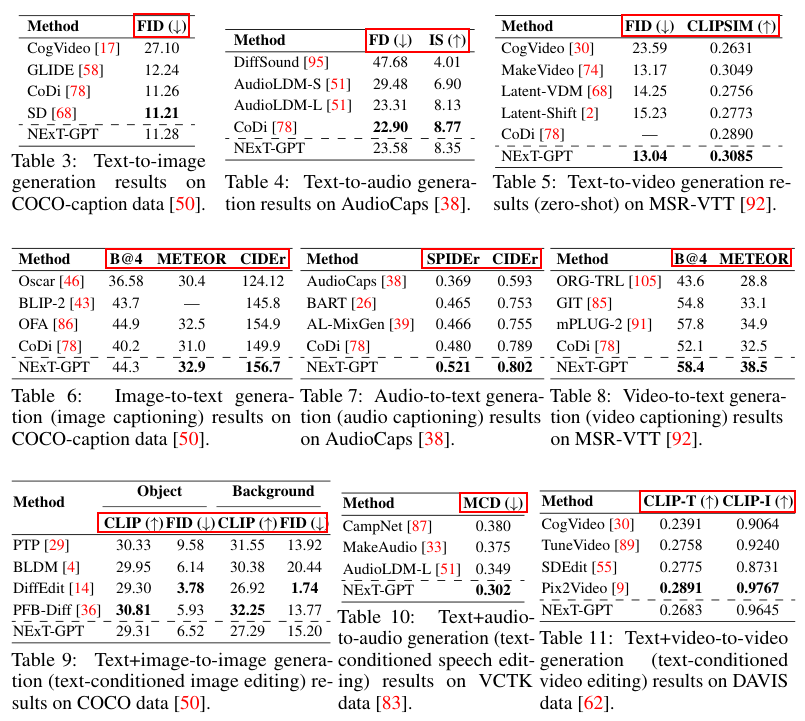 Method FID (↓)
CogVideo [17] 27.10
GLIDE [58] 12.24
CoDi [78] 11.26
SD [68] 11.21
NExT-GPT 11.28
Table 3: Text-to-image
generation results on
COCO-caption data [50].
Method FD (↓) IS (↑)
DiffSound [95] 47.68 4.01
AudioLDM-S [51] 29.48 6.90
AudioLDM-L [51] 23.31 8.13
CoDi [78] 22.90 8.77
NExT-GPT 23.58 8.35
Table 4: Text-to-audio genera-
tion results on AudioCaps [38].
Method FID (↓) CLIPSIM (↑)
CogVideo [30] 23.59 0.2631
MakeVideo [74] 13.17 0.3049
Latent-VDM [68] 14.25 0.2756
Latent-Shift [2] 15.23 0.2773
CoDi [78] — 0.2890
NExT-GPT 13.04 0.3085
Table 5: Text-to-video generation re-
sults (zero-shot) on MSR-VTT [92].
Method B@4 METEOR CIDEr
Oscar [46] 36.58 30.4 124.12
BLIP-2 [43] 43.7 — 145.8
OFA [86] 44.9 32.5 154.9
CoDi [78] 40.2 31.0 149.9
NExT-GPT 44.3 32.9 156.7
Table 6: Image-to-text genera-
tion (image captioning) results on
COCO-caption data [50].
Method SPIDEr CIDEr
AudioCaps [38] 0.369 0.593
BART [26] 0.465 0.753
AL-MixGen [39] 0.466 0.755
CoDi [78] 0.480 0.789
NExT-GPT 0.521 0.802
Table 7: Audio-to-text genera-
tion (audio captioning) results
on AudioCaps [38].
Method B@4 METEOR
ORG-TRL [105] 43.6 28.8
GIT [85] 54.8 33.1
mPLUG-2 [91] 57.8 34.9
CoDi [78] 52.1 32.5
NExT-GPT 58.4 38.5
Table 8: Video-to-text genera-
tion (video captioning) results
on MSR-VTT [92].
Method Object Background
CLIP (↑) FID (↓) CLIP (↑) FID (↓)
PTP [29] 30.33 9.58 31.55 13.92
BLDM [4] 29.95 6.14 30.38 20.44
DiffEdit [14] 29.30 3.78 26.92 1.74
PFB-Diff [36] 30.81 5.93 32.25 13.77
NExT-GPT 29.31 6.52 27.29 15.20
Table 9: Text+image-to-image genera-
tion (text-conditioned image editing) re-
sults on COCO data [50].
Method MCD (↓)
CampNet [87] 0.380
MakeAudio [33] 0.375
AudioLDM-L [51] 0.349
NExT-GPT 0.302
Table 10: Text+audio-
to-audio generation (text-
conditioned speech edit-
ing) results on VCTK
data [83].
Method CLIP-T (↑) CLIP-I (↑)
CogVideo [30] 0.2391 0.9064
TuneVideo [89] 0.2758 0.9240
SDEdit [55] 0.2775 0.8731
Pix2Video [9] 0.2891 0.9767
NExT-GPT 0.2683 0.9645
Table 11: Text+video-to-video
generation (text-conditioned
video editing) results on DAVIS
data [62].